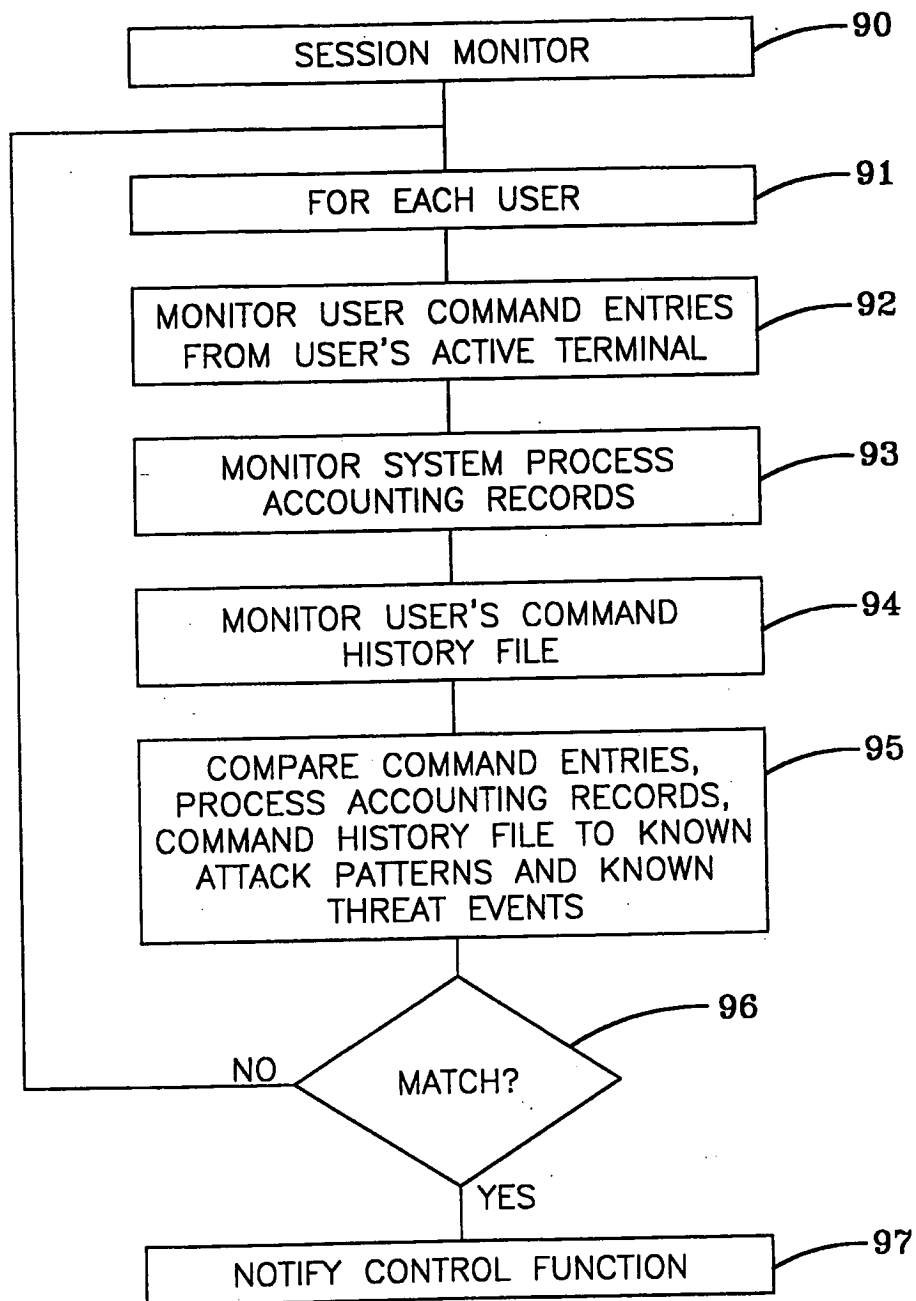 SESSION MONITOR
90
FOR EACH USER
91
MONITOR USER COMMAND ENTRIES
FROM USER'S ACTIVE TERMINAL
92
MONITOR SYSTEM PROCESS
ACCOUNTING RECORDS
93
MONITOR USER'S COMMAND
HISTORY FILE
94
COMPARE COMMAND ENTRIES,
PROCESS ACCOUNTING RECORDS,
COMMAND HISTORY FILE TO KNOWN
ATTACK PATTERNS AND KNOWN
THREAT EVENTS
95
MATCH?
96
NO
YES
NOTIFY CONTROL FUNCTION
97